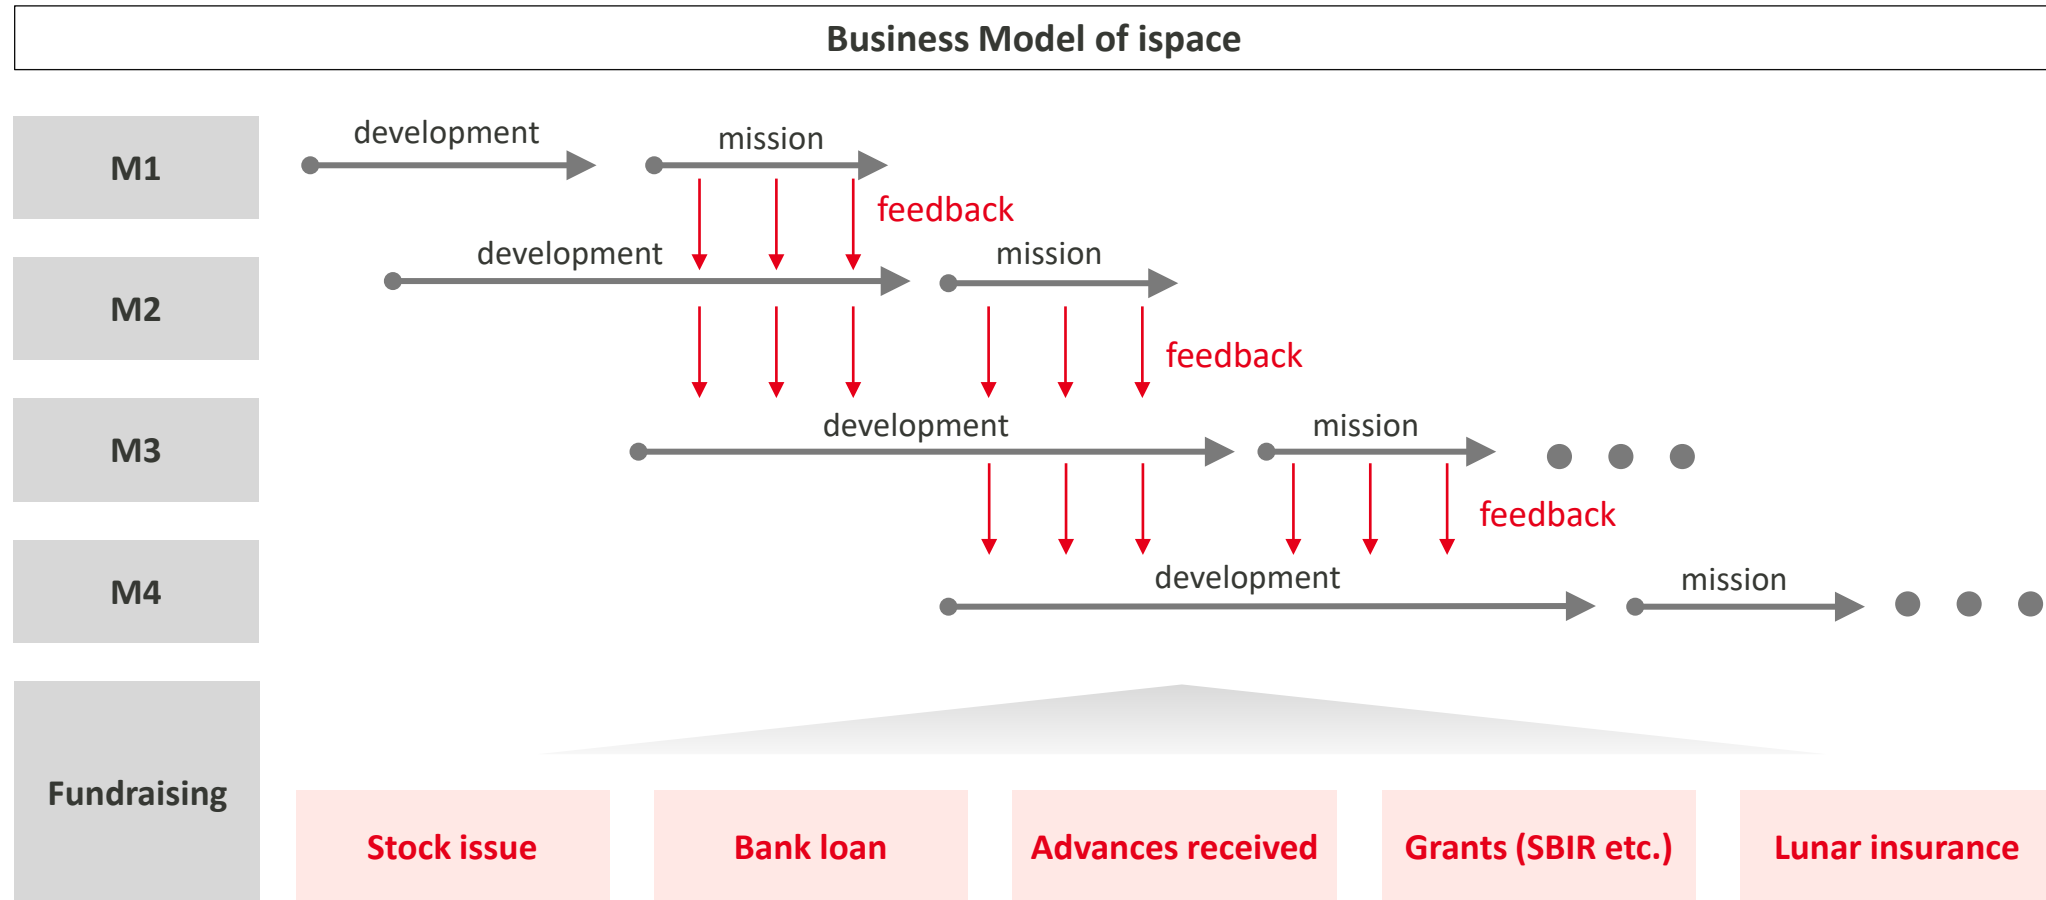 Business Model of ispace
M1
development
mission
feedback
M2
development
mission
feedback
M3
development
mission
feedback
M4
development
mission
Fundraising
Stock issue
Bank loan
Advances received
Grants (SBIR etc.)
Lunar insurance